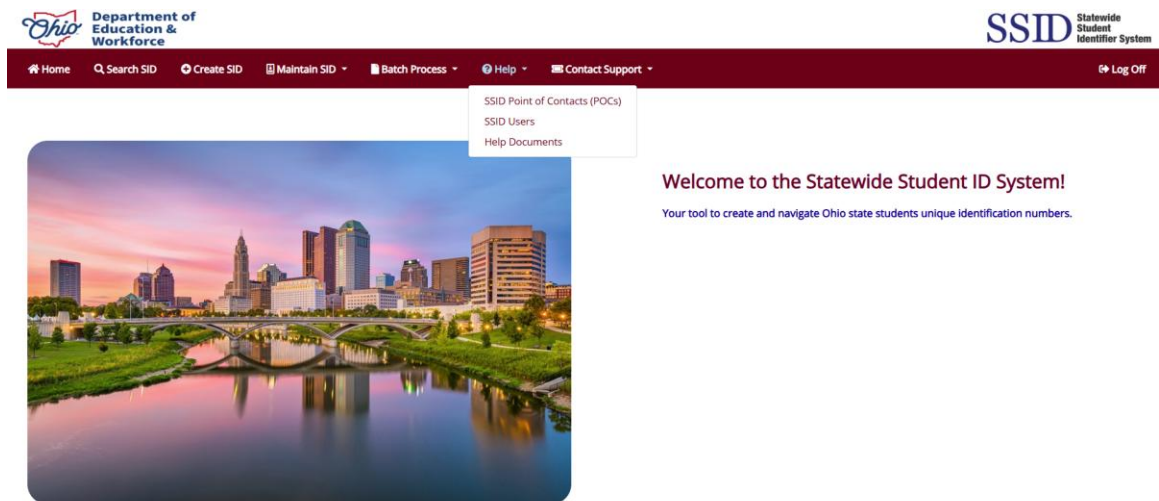 Ohio
Department of
Education &
Workforce
SSID
Statewide
Student
Identifier System
Home Search SID Create SID Maintain SID Batch Process Help Contact Support Log Off
SSID Point of Contacts (POCs)
SSID Users
Help Documents
Welcome to the Statewide Student ID System!
Your tool to create and navigate Ohio state students unique identification numbers.